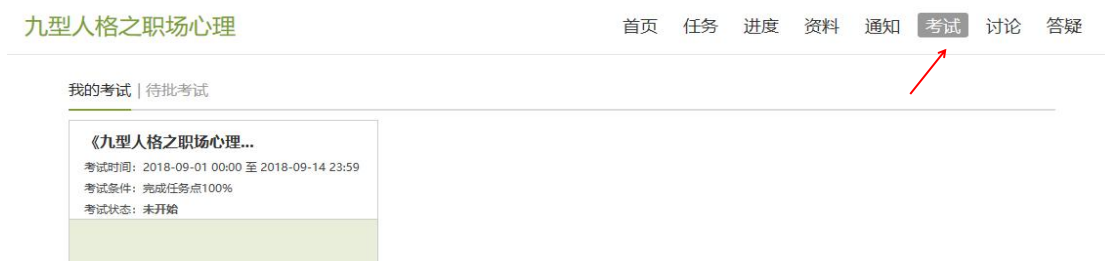 九型人格之职场心理
首页 任务 进度 资料 通知 考试 讨论 答疑
我的考试 | 待批考试
《九型人格之职场心理...
考试时间：2018-09-01 00:00 至 2018-09-14 23:59
考试条件：完成任务点100%
考试状态：未开始